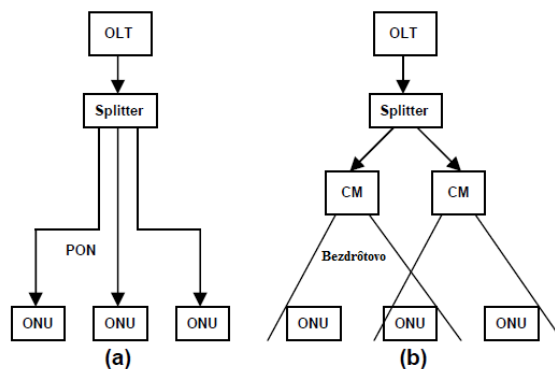 OLT
Splitter
PON
ONU ONU ONU
(a)
OLT
Splitter
CM CM
Bezdrôtovo
ONU ONU ONU
(b)